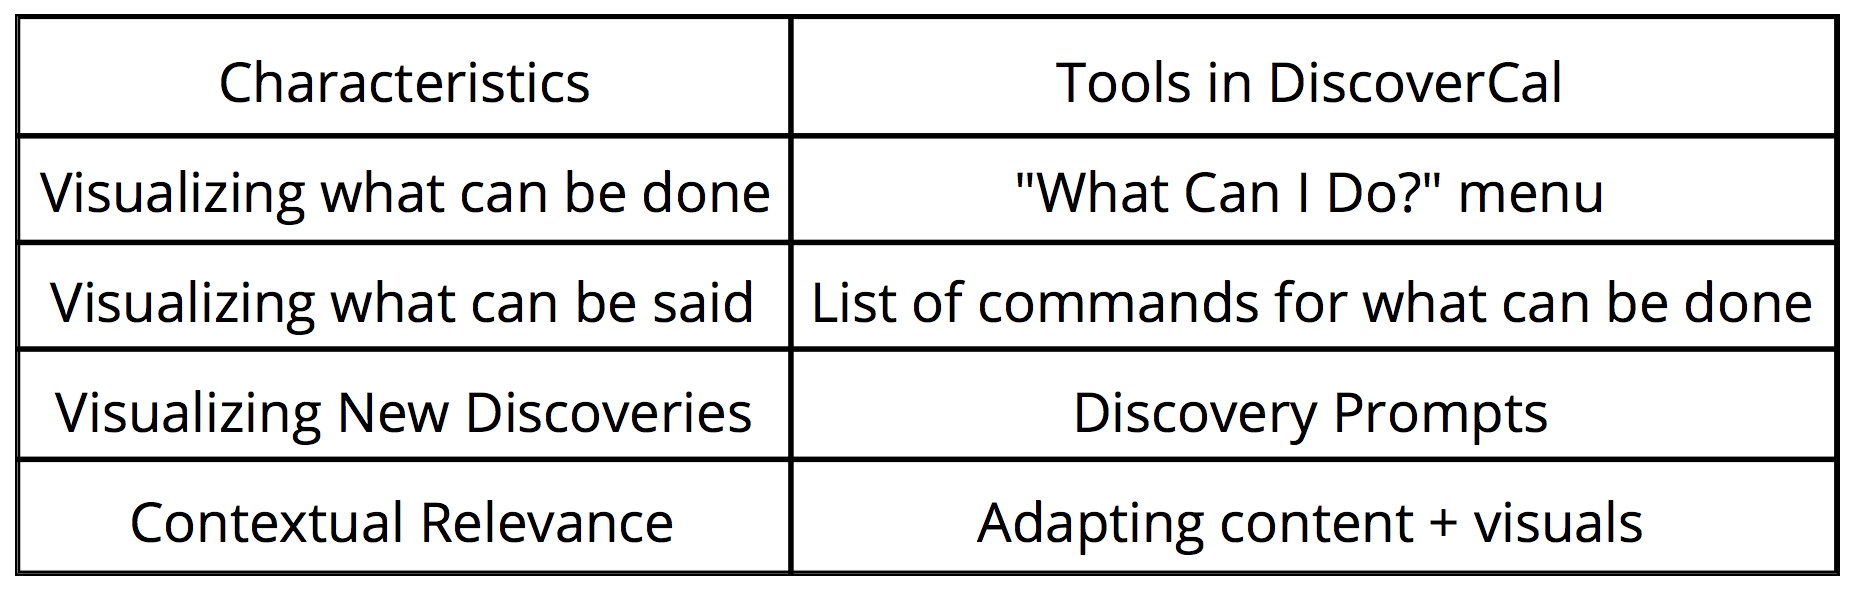 Characteristics
Tools in DiscoverCal
Visualizing what can be done
"What Can I Do?" menu
Visualizing what can be said
List of commands for what can be done
Visualizing New Discoveries
Discovery Prompts
Contextual Relevance
Adapting content + visuals